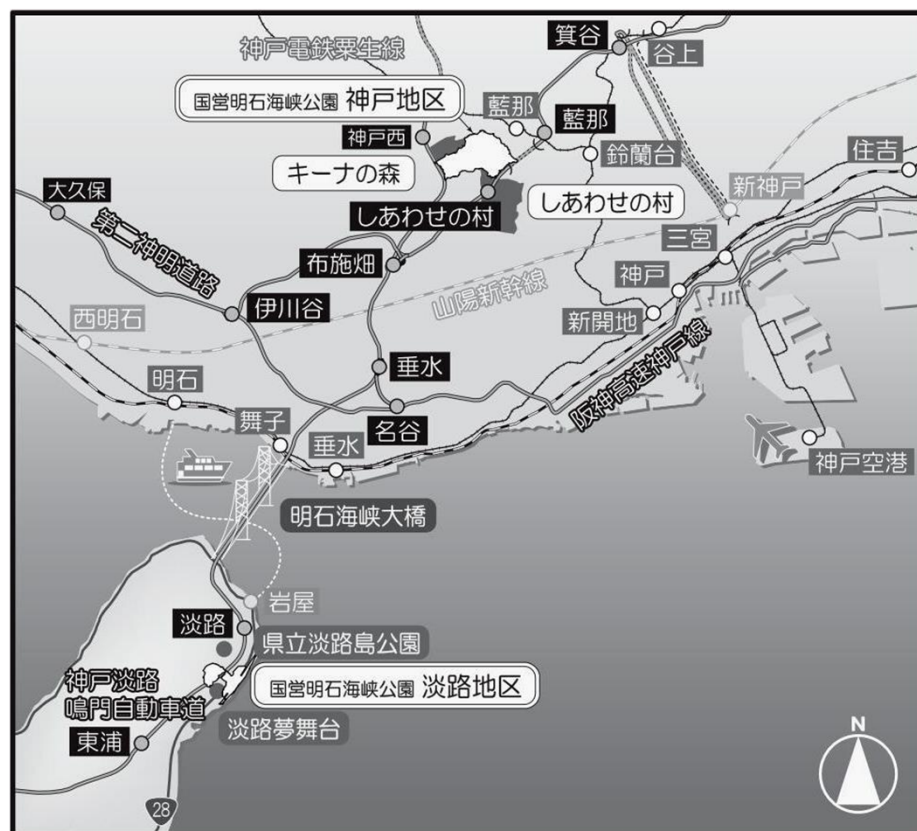 神戸電鉄粟生線
箕谷
谷上
国営明石海峡公園 神戸地区
藍那
藍那
神戸西
鈴蘭台
住吉
キーナの森
大久保
しあわせの村
しあわせの村
新神戸
第二神明道路
三宮
布施畑
神戸
山陽新幹線
伊川谷
新開地
西明石
垂水
明石
阪神高速神戸線
名谷
舞子
垂水
神戸空港
明石海峡大橋
岩屋
淡路
県立淡路島公園
神戸淡路
鳴門自動車道
国営明石海峡公園 淡路地区
淡路夢舞台
東浦
N
28